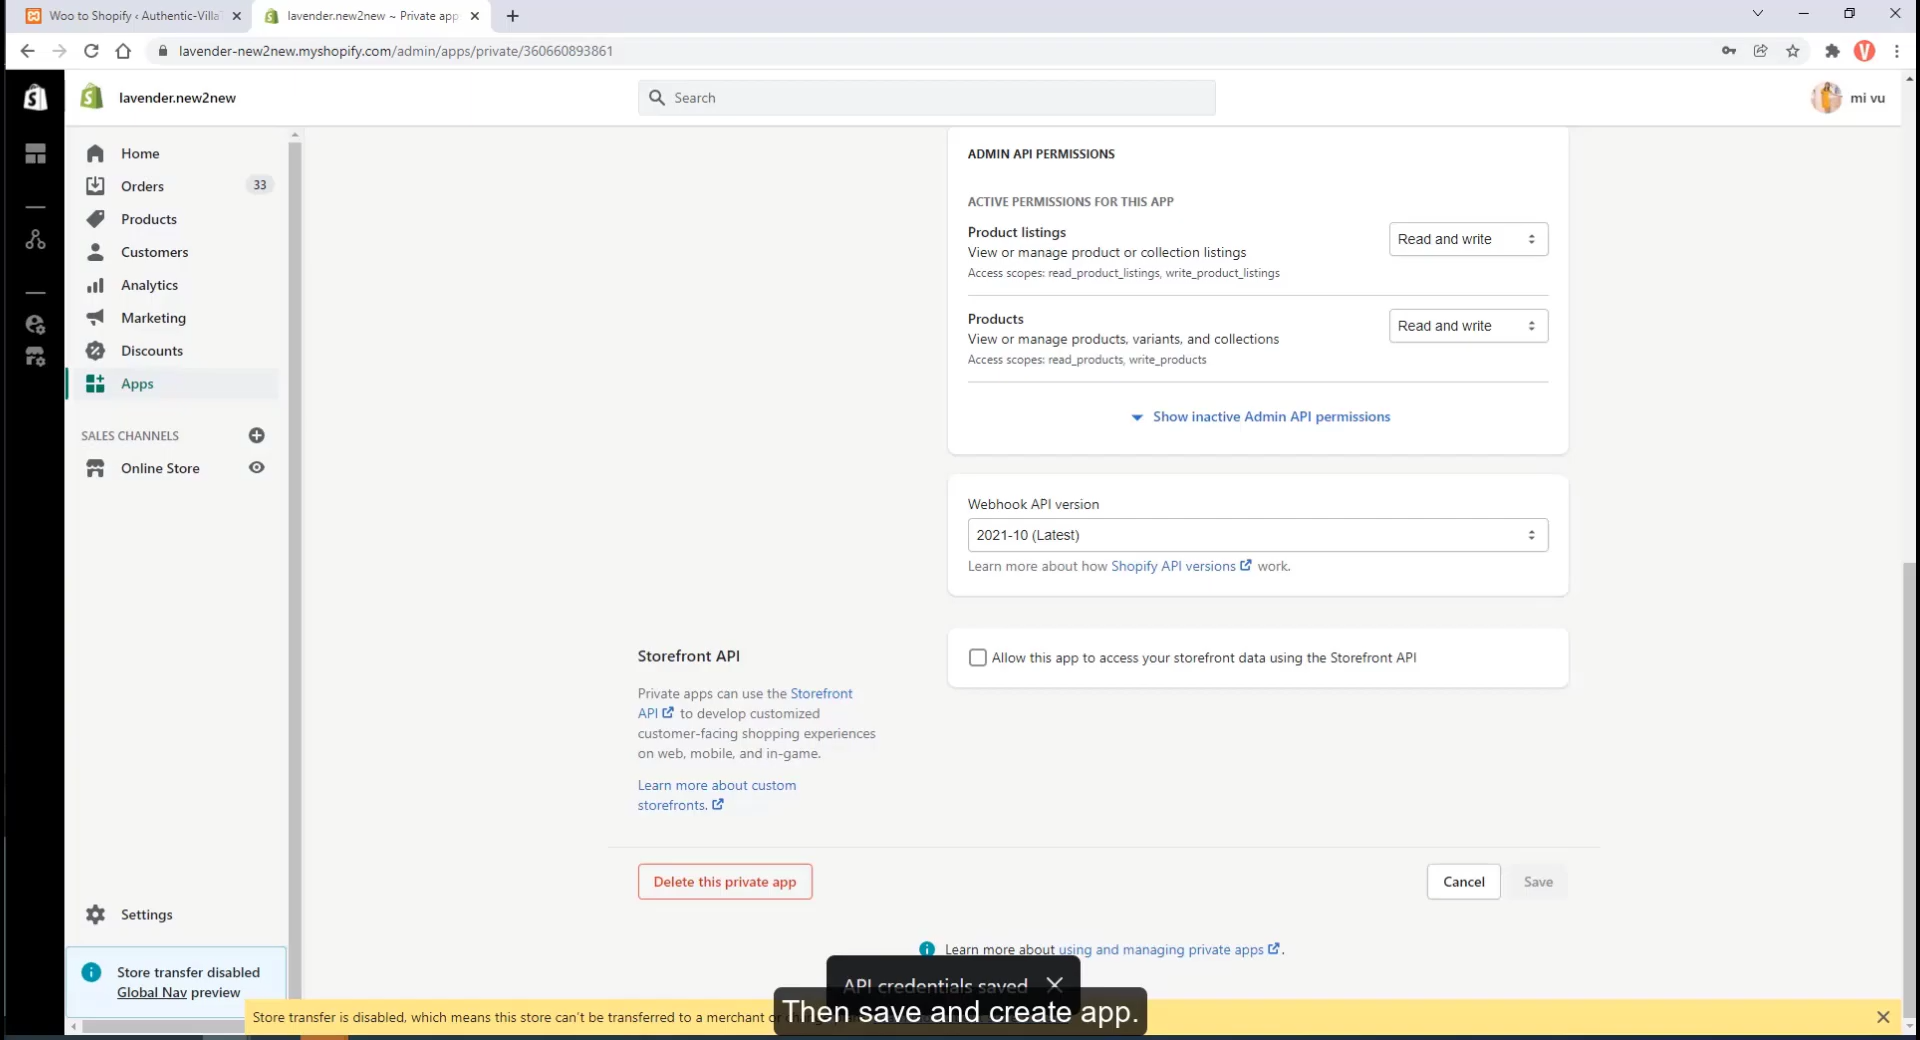 Woo to Shopify ‹ Authentic-Villa
lavender.new2new ~ Private app
lavender-new2new.myshopify.com/admin/apps/private/360660893861
V
lavender.new2new
Search
mi vu
Home
Orders
33
Products
Customers
Analytics
Marketing
Discounts
Apps
SALES CHANNELS
Online Store
Settings
Store transfer disabled
Global Nav preview
ADMIN API PERMISSIONS
ACTIVE PERMISSIONS FOR THIS APP
Product listings
View or manage product or collection listings
Access scopes: read_product_listings, write_product_listings
Read and write
Products
View or manage products, variants, and collections
Access scopes: read_products, write_products
Read and write
Show inactive Admin API permissions
Webhook API version
2021-10 (Latest)
Learn more about how Shopify API versions work.
Storefront API
Private apps can use the Storefront
API to develop customized
customer-facing shopping experiences
on web, mobile, and in-game.
Learn more about custom
storefronts.
Allow this app to access your storefront data using the Storefront API
Delete this private app
Cancel
Save
Learn more about using and managing private apps .
API credentials saved
Store transfer is disabled, which means this store can't be transferred to a merchant or
Then save and create app.